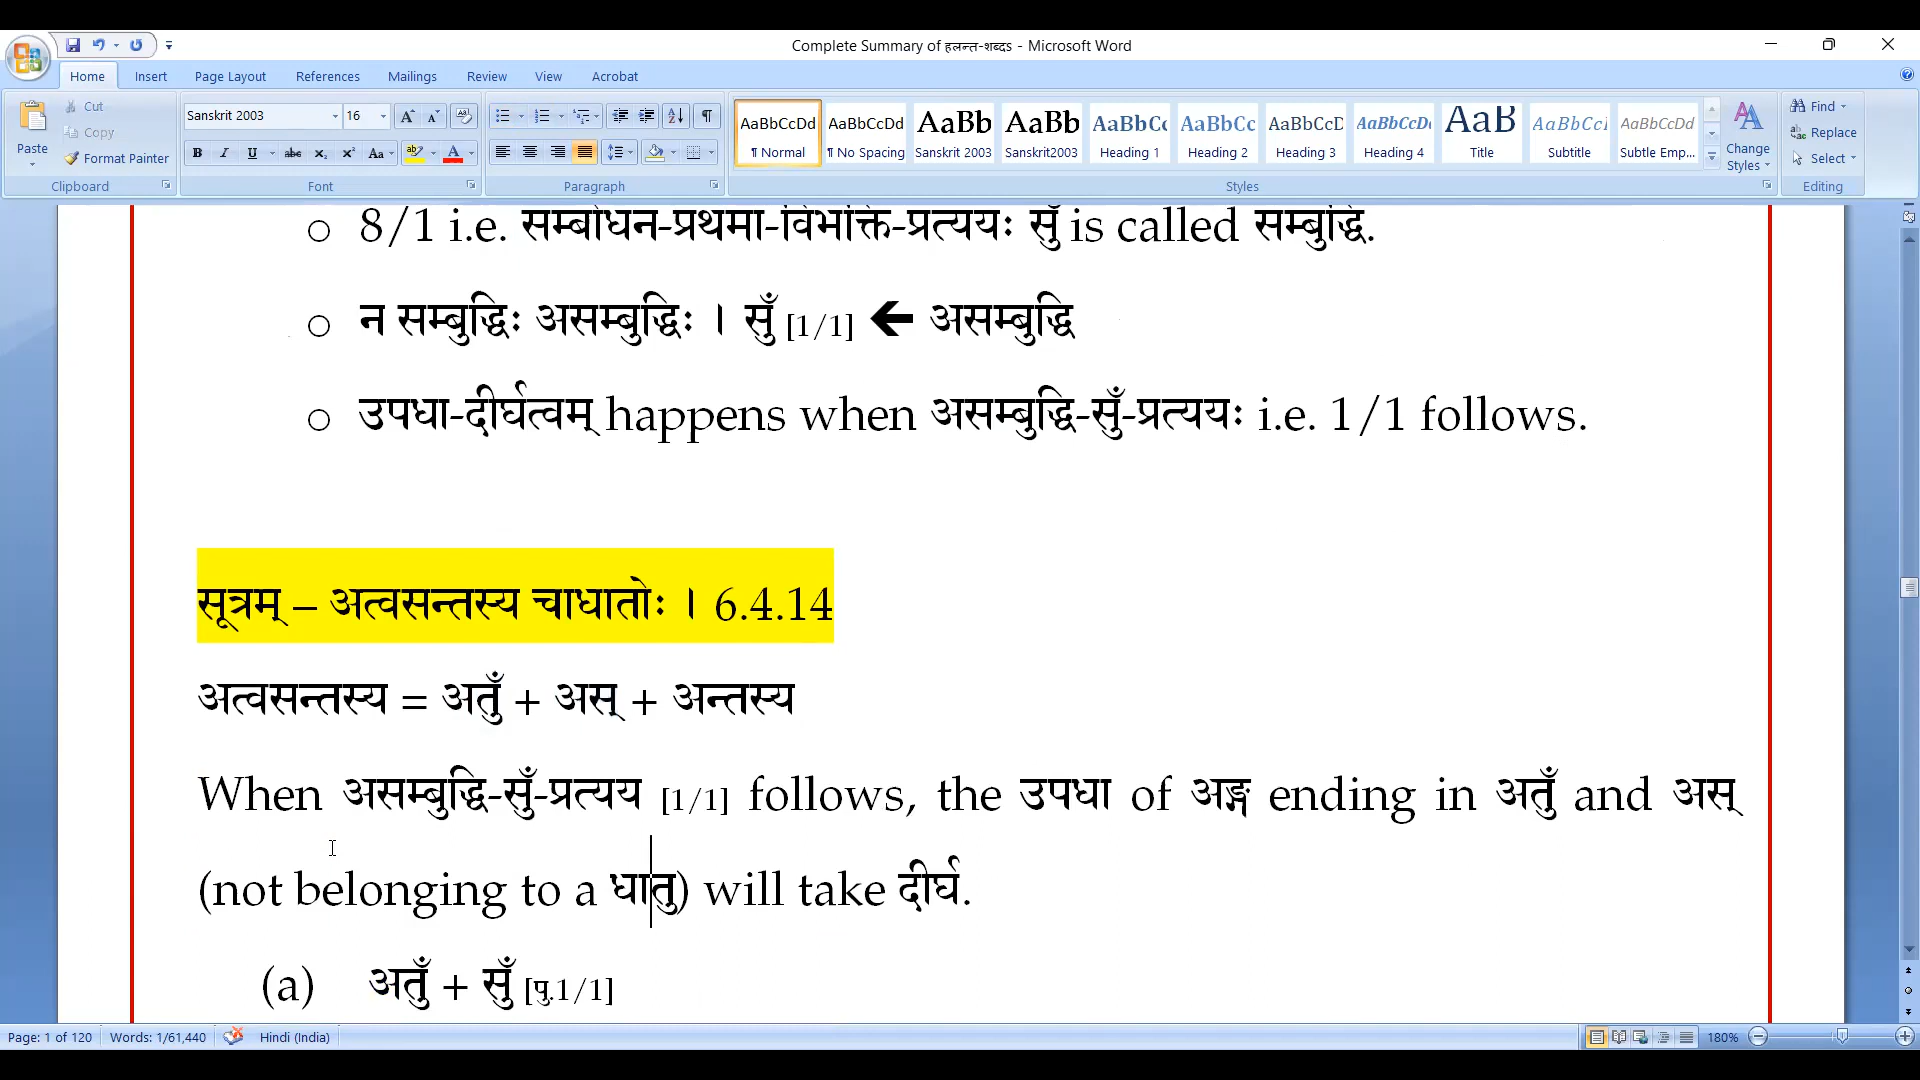 Complete Summary of हलन्त-शब्दs - Microsoft Word
Home Insert Page Layout References Mailings Review View Acrobat
Paste
Cut
Copy
Format Painter
Clipboard
Sanskrit 2003 16
Font
Paragraph
AaBbCcDd AaBbCcDd AaBb AaBb AaBbCc AaBbCc AaBbCcD AaBbCcDd AaB AaBbCcI AaBbCcDd
¶ Normal ¶ No Spacing Sanskrit 2003 Sanskrit2003 Heading 1 Heading 2 Heading 3 Heading 4 Title Subtitle Subtle Emp...
Change Styles
Styles
Find
Replace
Select
Editing
o 8/1 i.e. सम्बोधन-प्रथमा-विभक्ति-प्रत्ययः सुँ is called सम्बुद्धि.
o न सम्बुद्धिः असम्बुद्धिः । सुँ [1/1] 🡸 असम्बुद्धि
o उपधा-दीर्घत्वम् happens when असम्बुद्धि-सुँ-प्रत्ययः i.e. 1/1 follows.
सूत्रम् – अत्वसन्तस्य चाधातोः । 6.4.14
अत्वसन्तस्य = अतुँ + अस् + अन्तस्य
When असम्बुद्धि-सुँ-प्रत्यय [1/1] follows, the उपधा of अङ्ग ending in अतुँ and अस्
(not belonging to a धातु) will take दीर्घ.
(a) अतुँ + सुँ [पु.1/1]
Page: 1 of 120 Words: 1/61,440 Hindi (India) 180%